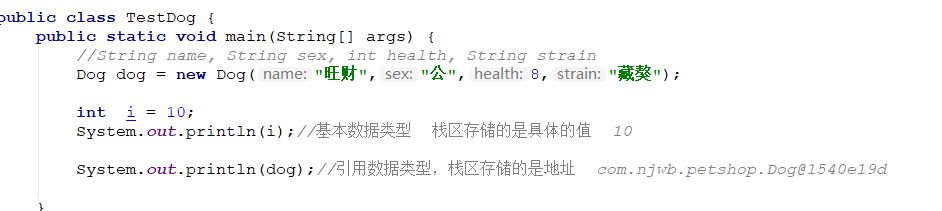 public class TestDog {
public static void main(String[] args) {
//String name, String sex, int health, String strain
Dog dog = new Dog( name: "旺财", sex: "公", health: 8, strain: "藏獒");
int i = 10;
System.out.println(i);//基本数据类型 栈区存储的是具体的值 10
System.out.println(dog);//引用数据类型，栈区存储的是地址 com.njwb.petshop.Dog@1540e19d
}